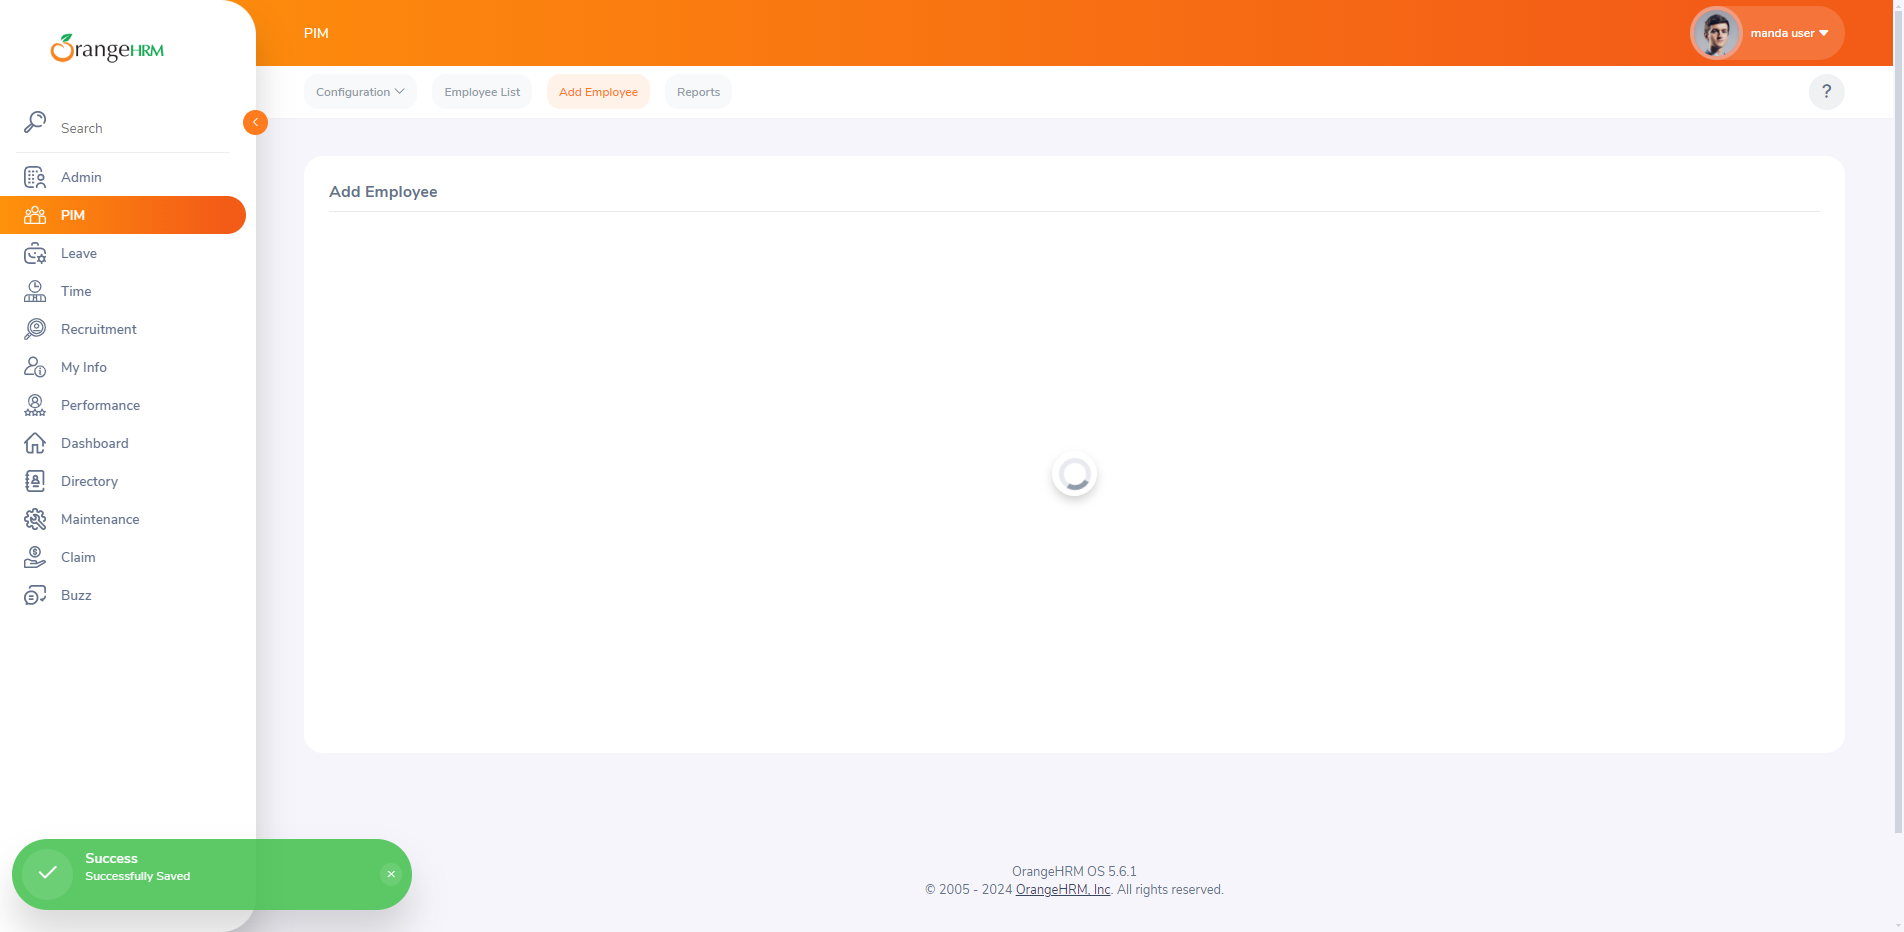 OrangeHRM
PIM
manda user
Configuration
Employee List
Add Employee
Reports
?
Search
Admin
PIM
Leave
Time
Recruitment
My Info
Performance
Dashboard
Directory
Maintenance
Claim
Buzz
Add Employee
Success
Successfully Saved
OrangeHRM OS 5.6.1
© 2005 - 2024 OrangeHRM, Inc. All rights reserved.